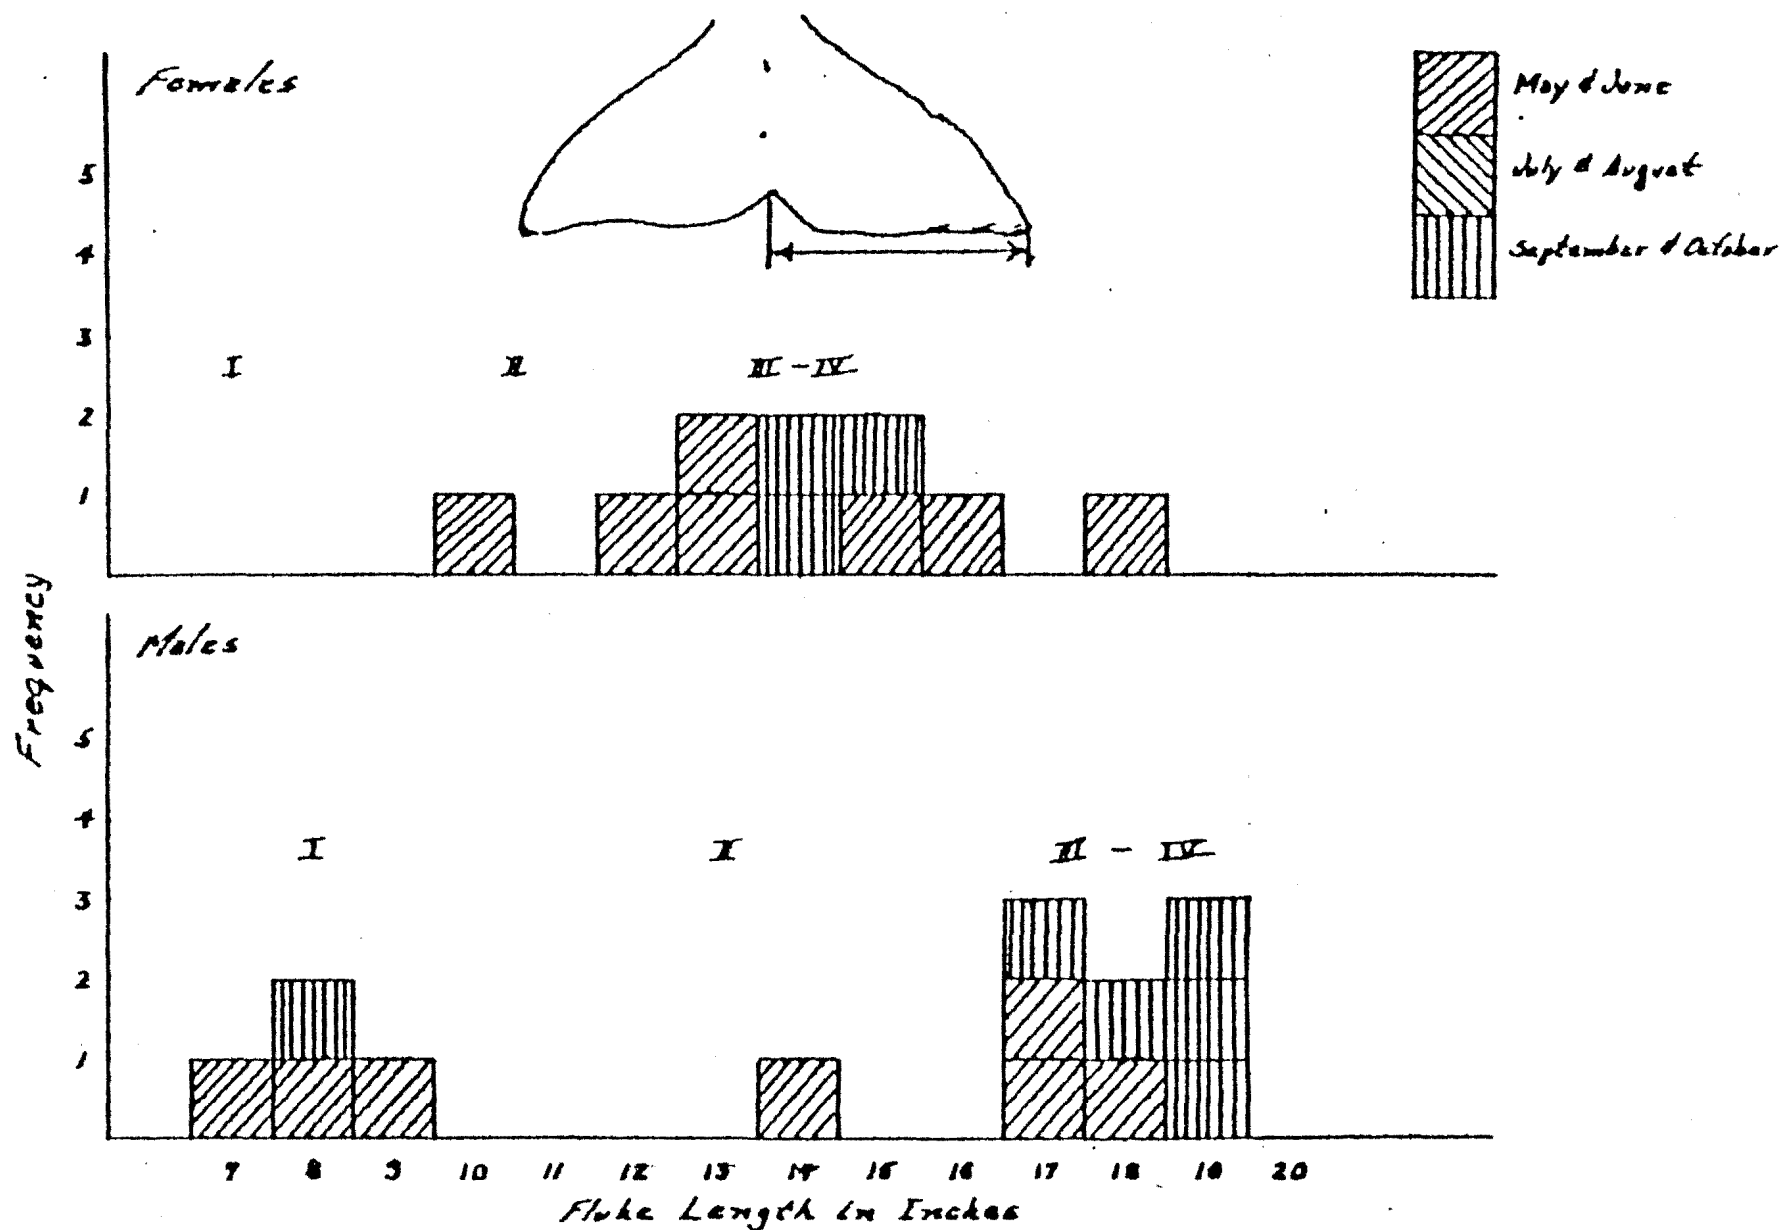 Females
May & June
July & August
September & October
5
4
3
2
1
I
II
III - IV
Frequency
Males
5
4
3
2
1
I
II
III - IV
7 8 9 10 11 12 13 14 15 16 17 18 19 20
Fluke Length in Inches